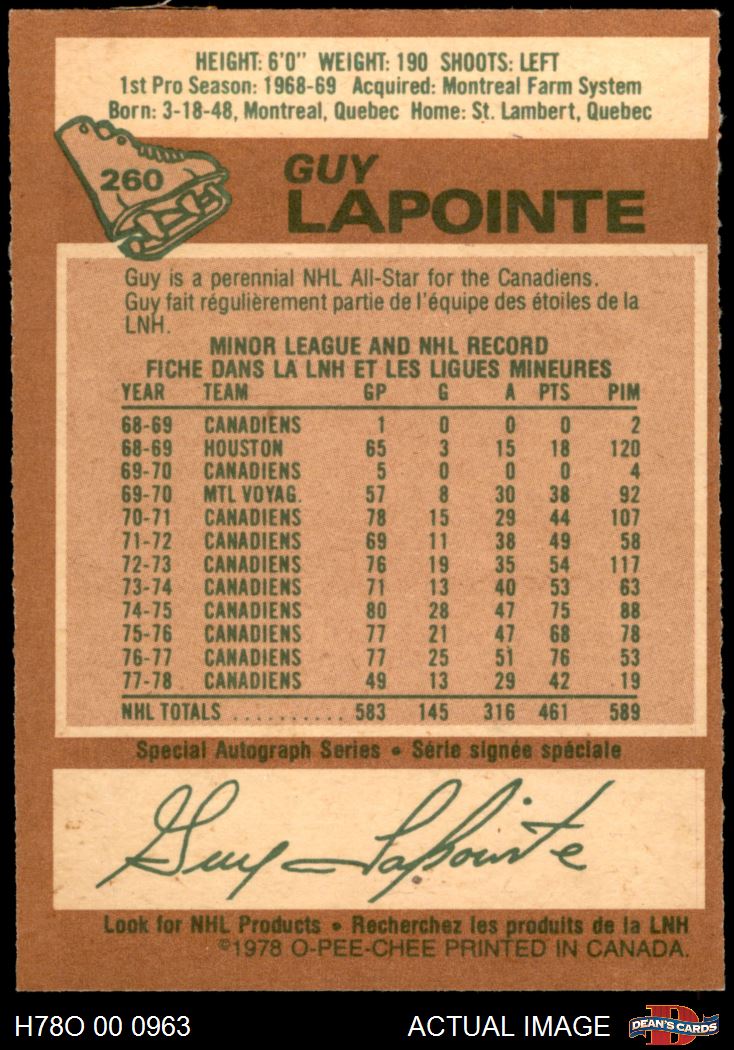 HEIGHT: 6'0" WEIGHT: 190 SHOOTS: LEFT
1st Pro Season: 1968-69 Acquired: Montreal Farm System
Born: 3-18-48, Montreal, Quebec Home: St. Lambert, Quebec
260
GUY
LAPOINTE
Guy is a perennial NHL All-Star for the Canadiens.
Guy fait régulièrement partie de l'équipe des étoiles de la
LNH.
MINOR LEAGUE AND NHL RECORD
FICHE DANS LA LNH ET LES LIGUES MINEURES
YEAR TEAM GP G A PTS PIM
68-69 CANADIENS 1 0 0 0 2
68-69 HOUSTON 65 3 15 18 120
69-70 CANADIENS 5 0 0 0 4
69-70 MTL VOYAG. 57 8 30 38 92
70-71 CANADIENS 78 15 29 44 107
71-72 CANADIENS 69 11 38 49 58
72-73 CANADIENS 76 19 35 54 117
73-74 CANADIENS 71 13 40 53 63
74-75 CANADIENS 80 28 47 75 88
75-76 CANADIENS 77 21 47 68 78
76-77 CANADIENS 77 25 51 76 53
77-78 CANADIENS 49 13 29 42 19
NHL TOTALS .......... 583 145 316 461 589
Special Autograph Series • Série signée spéciale
Guy Lapointe
Look for NHL Products • Recherchez les produits de la LNH
©1978 O-PEE-CHEE PRINTED IN CANADA.
H78O 00 0963 ACTUAL IMAGE DEAN'S CARDS